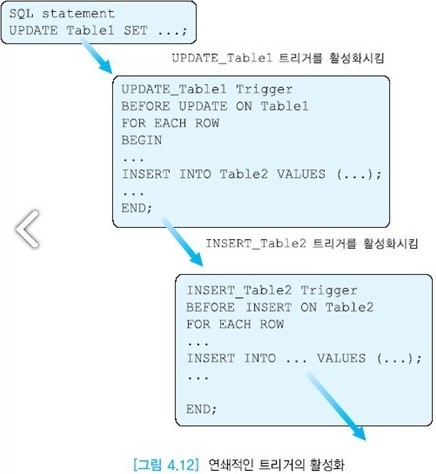 SQL statement
UPDATE Table1 SET ...;
UPDATE_Table1 트리거를 활성화시킴
UPDATE_Table1 Trigger
BEFORE UPDATE ON Table1
FOR EACH ROW
BEGIN
...
INSERT INTO Table2 VALUES (...);
...
END;
INSERT_Table2 트리거를 활성화시킴
INSERT_Table2 Trigger
BEFORE INSERT ON Table2
FOR EACH ROW
...
INSERT INTO ... VALUES (...);
...
END;
[그림 4.12] 연쇄적인 트리거의 활성화